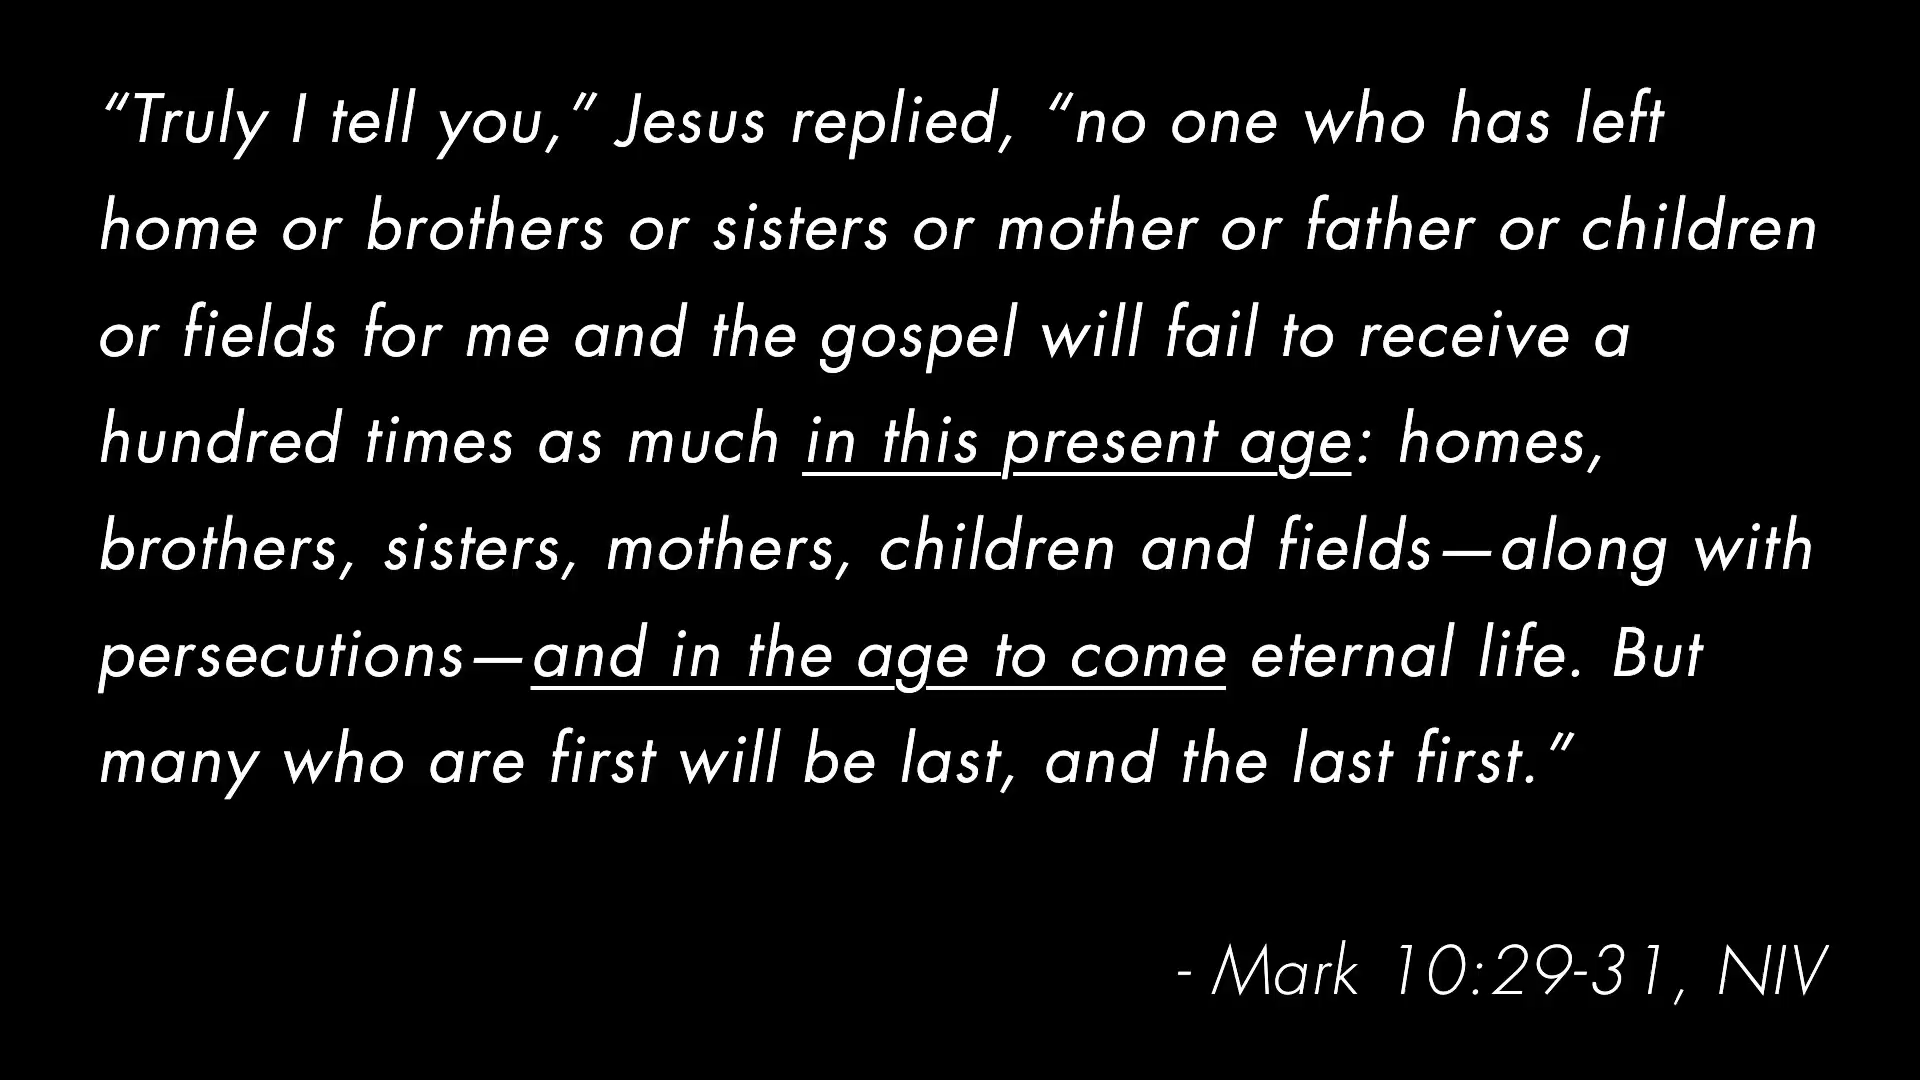 “Truly I tell you,” Jesus replied, “no one who has left
home or brothers or sisters or mother or father or children
or fields for me and the gospel will fail to receive a
hundred times as much in this present age: homes,
brothers, sisters, mothers, children and fields—along with
persecutions—and in the age to come eternal life. But
many who are first will be last, and the last first.”
- Mark 10:29-31, NIV